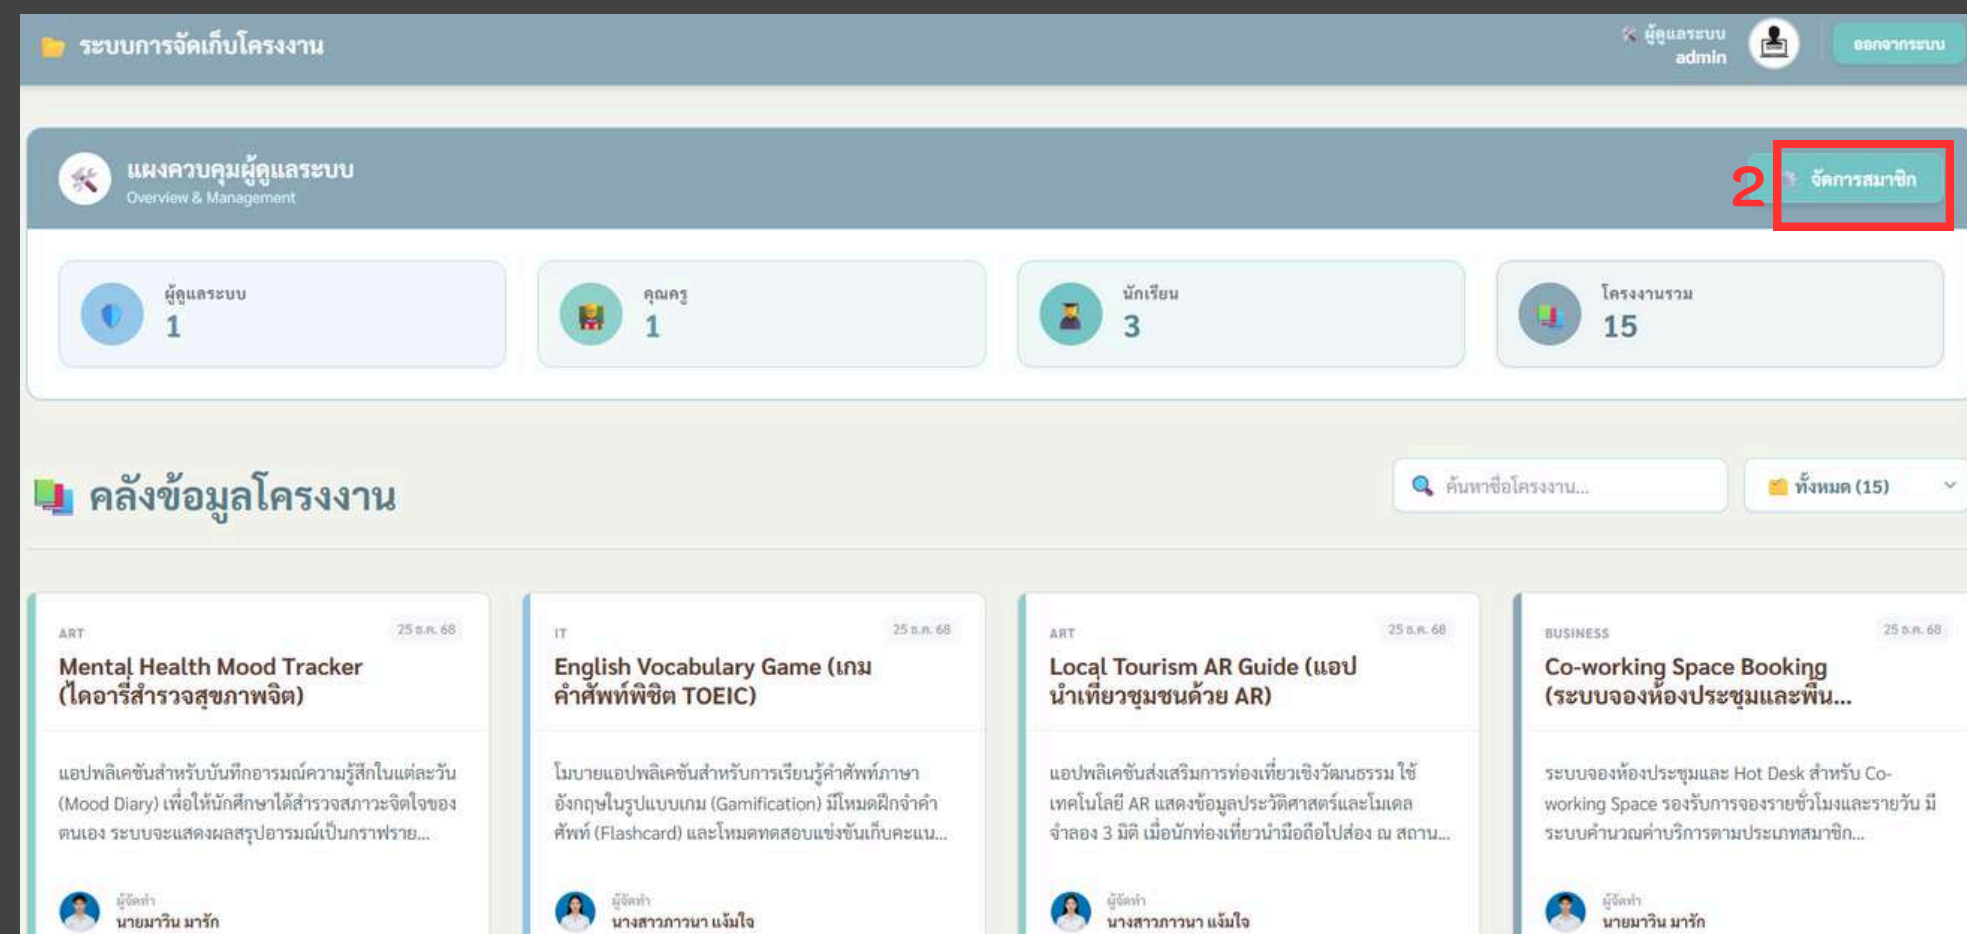 ระบบการจัดเก็บโครงงาน
ผู้ดูแลระบบ
admin
ออกจากระบบ
แผงควบคุมผู้ดูแลระบบ
Overview & Management
2
จัดการสมาชิก
ผู้ดูแลระบบ
1
คุณครู
1
นักเรียน
3
โครงงานรวม
15
คลังข้อมูลโครงงาน
ค้นหาชื่อโครงงาน...
ทั้งหมด (15)
ART
25 ธ.ค. 68
Mental Health Mood Tracker
(ไดอารี่สำรวจสุขภาพจิต)
แอปพลิเคชันสำหรับบันทึกอารมณ์ความรู้สึกในแต่ละวัน
(Mood Diary) เพื่อให้นักศึกษาได้สำรวจสภาวะจิตใจของ
ตนเอง ระบบจะแสดงผลสรุปอารมณ์เป็นกราฟราย...
ผู้จัดทำ
นายมาวิน มารัก
IT
25 ธ.ค. 68
English Vocabulary Game (เกม
คำศัพท์พิชิต TOEIC)
โมบายแอปพลิเคชันสำหรับการเรียนรู้คำศัพท์ภาษา
อังกฤษในรูปแบบเกม (Gamification) มีโหมดฝึกจำคำ
ศัพท์ (Flashcard) และโหมดทดสอบแข่งขันเก็บคะแน...
ผู้จัดทำ
นางสาวภาวนา แง้มใจ
ART
25 ธ.ค. 68
Local Tourism AR Guide (แอป
นำเที่ยวชุมชนด้วย AR)
แอปพลิเคชันส่งเสริมการท่องเที่ยวเชิงวัฒนธรรม ใช้
เทคโนโลยี AR แสดงข้อมูลประวัติศาสตร์และโมเดล
จำลอง 3 มิติ เมื่อนักท่องเที่ยวนำมือถือไปส่อง ณ สถาน...
ผู้จัดทำ
นางสาวภาวนา แง้มใจ
BUSINESS
25 ธ.ค. 68
Co-working Space Booking
(ระบบจองห้องประชุมและพื้น...
ระบบจองห้องประชุมและ Hot Desk สำหรับ Co-
working Space รองรับการจองรายชั่วโมงและรายวัน มี
ระบบคำนวณค่าบริการตามประเภทสมาชิก...
ผู้จัดทำ
นายมาวิน มารัก